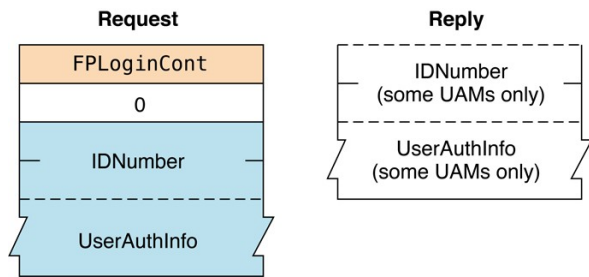 Request
FPLoginCont
0
IDNumber
UserAuthInfo
Reply
IDNumber
(some UAMs only)
UserAuthInfo
(some UAMs only)